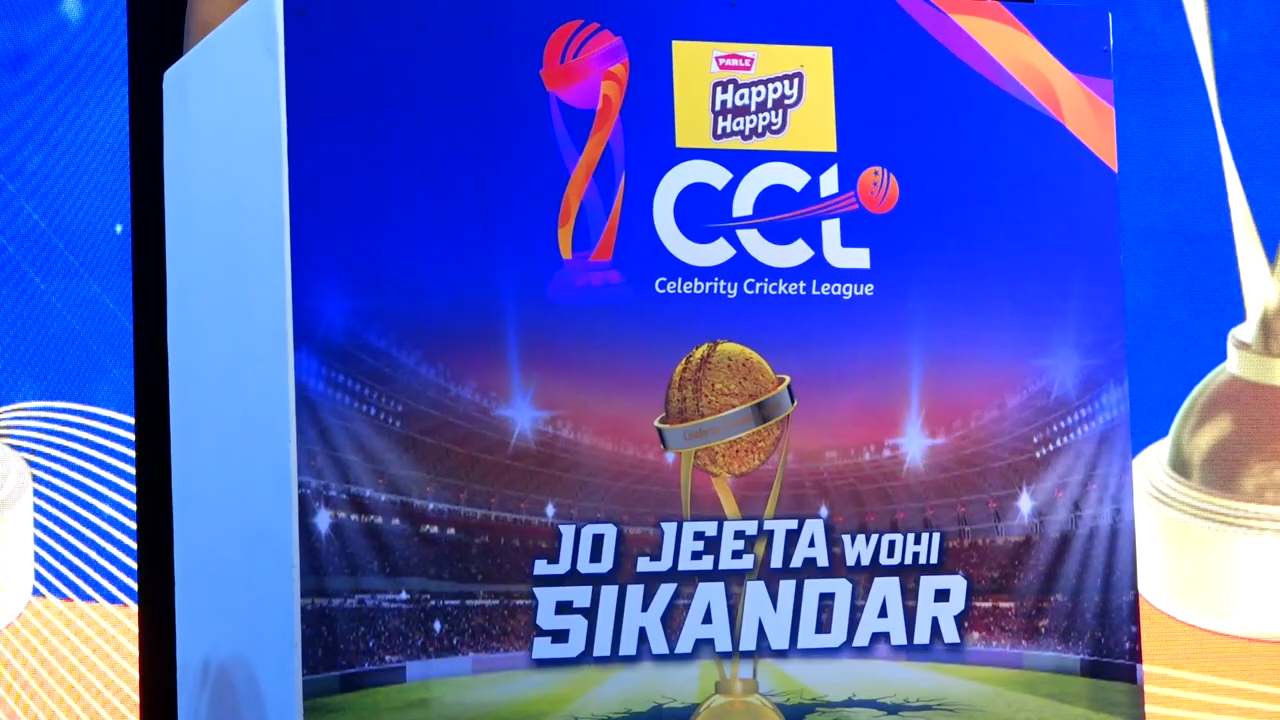 PARLE
Happy
Happy
CCL
Celebrity Cricket League
JO JEETA WOHI
SIKANDAR